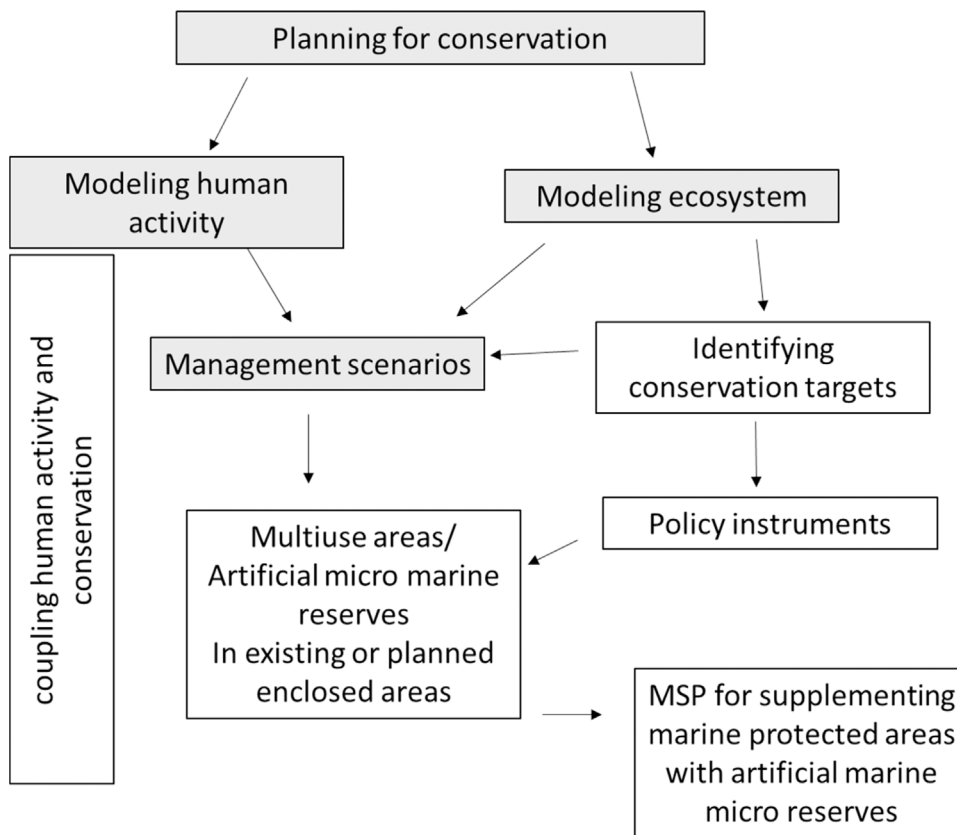 Planning for conservation
Modeling human
activity
Modeling ecosystem
coupling human activity and
conservation
Management scenarios
Identifying
conservation targets
Multiuse areas/
Artificial micro marine
reserves
In existing or planned
enclosed areas
Policy instruments
MSP for supplementing
marine protected areas
with artificial marine
micro reserves